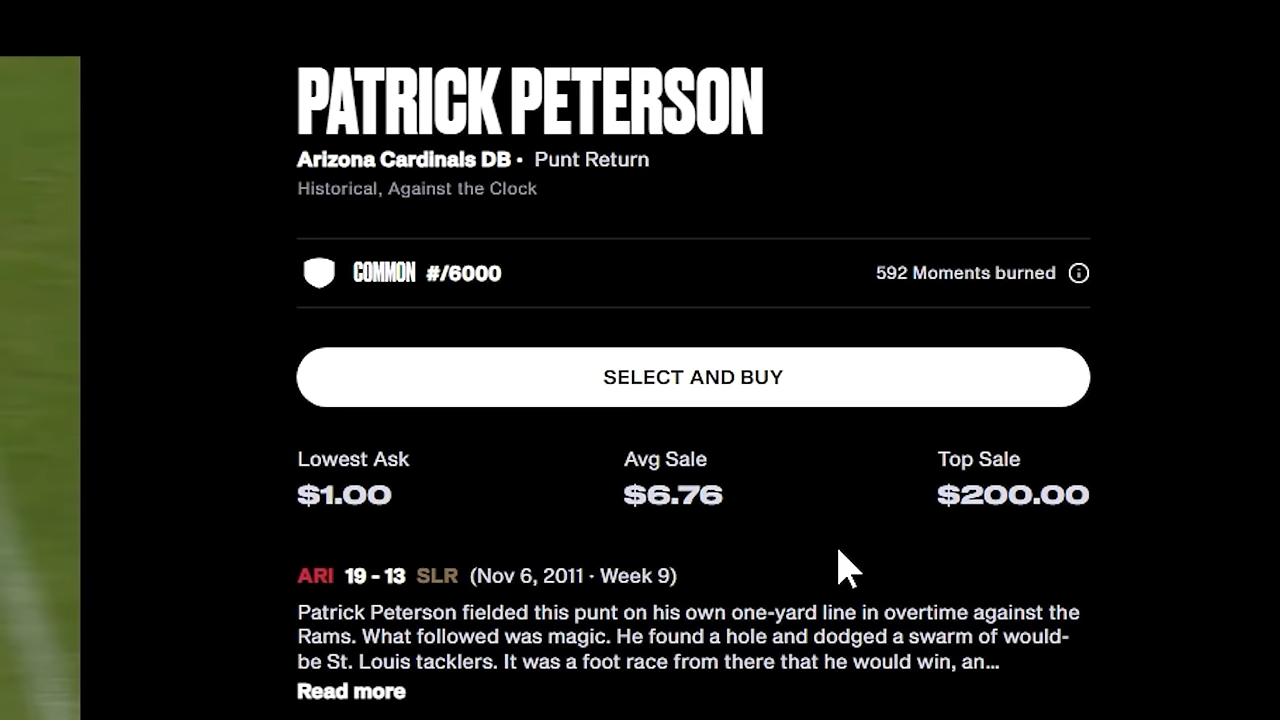 PATRICK PETERSON
Arizona Cardinals DB • Punt Return
Historical, Against the Clock
COMMON #/6000
592 Moments burned
SELECT AND BUY
Lowest Ask
Avg Sale
Top Sale
$1.00
$6.76
$200.00
ARI 19 - 13 SLR (Nov 6, 2011 · Week 9)
Patrick Peterson fielded this punt on his own one-yard line in overtime against the
Rams. What followed was magic. He found a hole and dodged a swarm of would-
be St. Louis tacklers. It was a foot race from there that he would win, an...
Read more